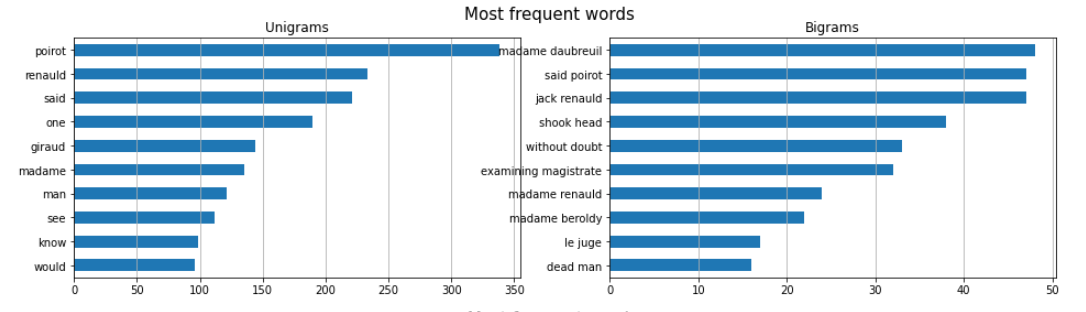 Most frequent words
Unigrams
poirot
renauld
said
one
giraud
madame
man
see
know
would
0 50 100 150 200 250 300 350
Bigrams
madame daubreuil
said poirot
jack renauld
shook head
without doubt
examining magistrate
madame renauld
madame beroldy
le juge
dead man
0 10 20 30 40 50